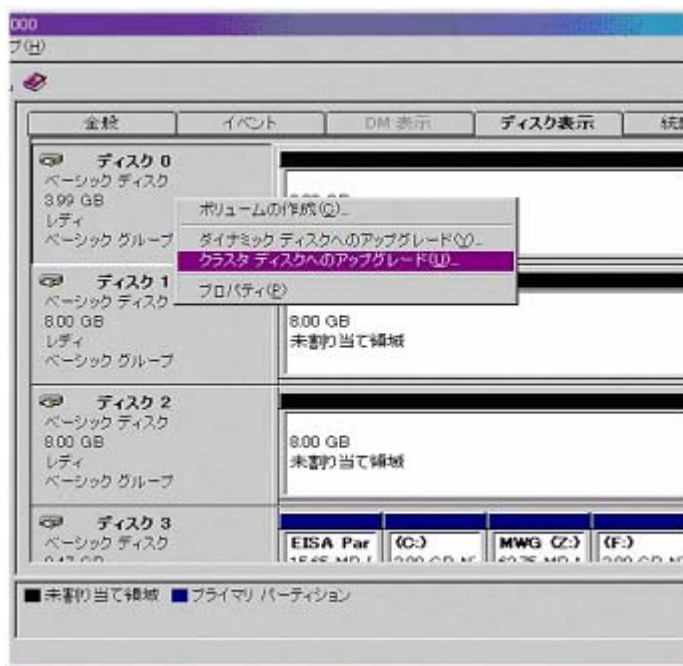 000
プ(H)
全般 イベント DM 表示 ディスク表示
ディスク 0
ベーシック ディスク
3.99 GB
レディ
ベーシック グループ
ボリュームの作成(C)...
ダイナミック ディスクへのアップグレード(Y)...
クラスタ ディスクへのアップグレード(U)...
プロパティ(P)
ディスク 1
ベーシック ディスク
8.00 GB
レディ
ベーシック グループ
8.00 GB
未割り当て領域
ディスク 2
ベーシック ディスク
8.00 GB
レディ
ベーシック グループ
8.00 GB
未割り当て領域
ディスク 3
ベーシック ディスク
EISA Par (C:) MWG (Z:) (F:)
未割り当て領域 プライマリ パーティション